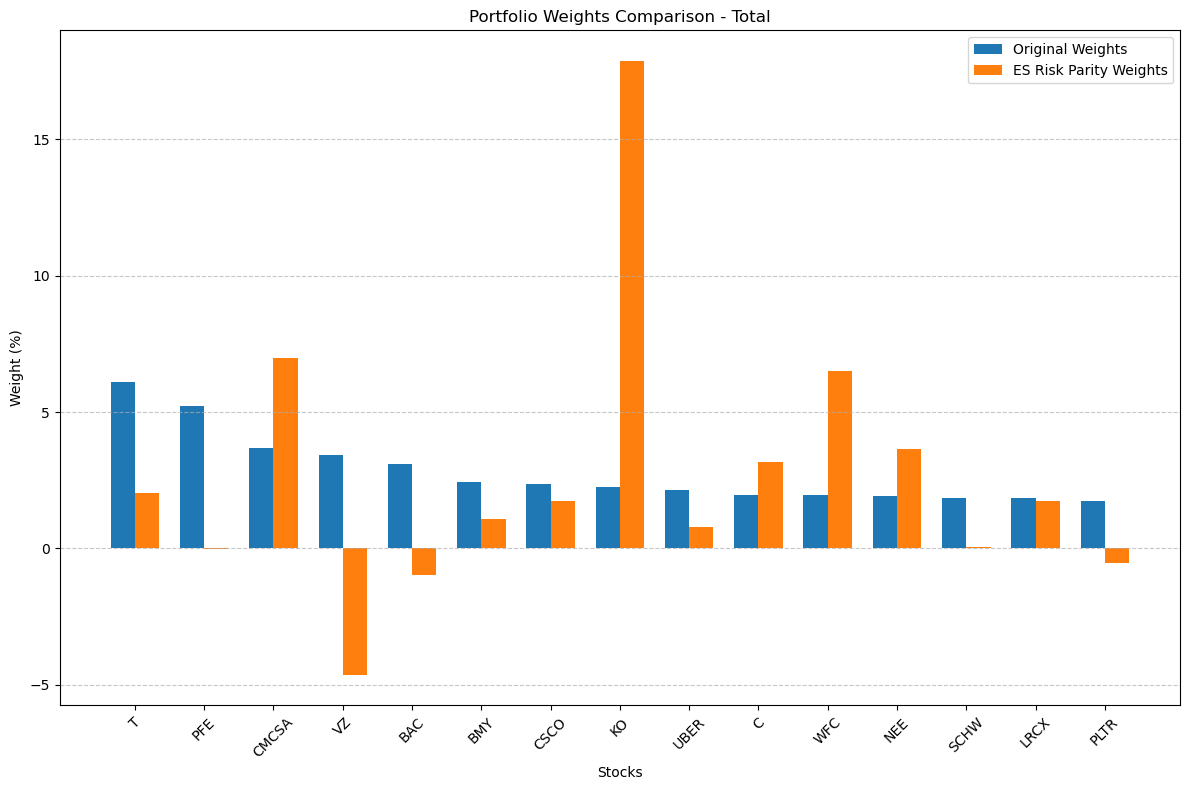 Portfolio Weights Comparison - Total
Original Weights
ES Risk Parity Weights
Weight (%)
15
10
5
0
−5
T
PFE
CMCSA
VZ
BAC
BMY
CSCO
KO
UBER
C
WFC
NEE
SCHW
LRCX
PLTR
Stocks